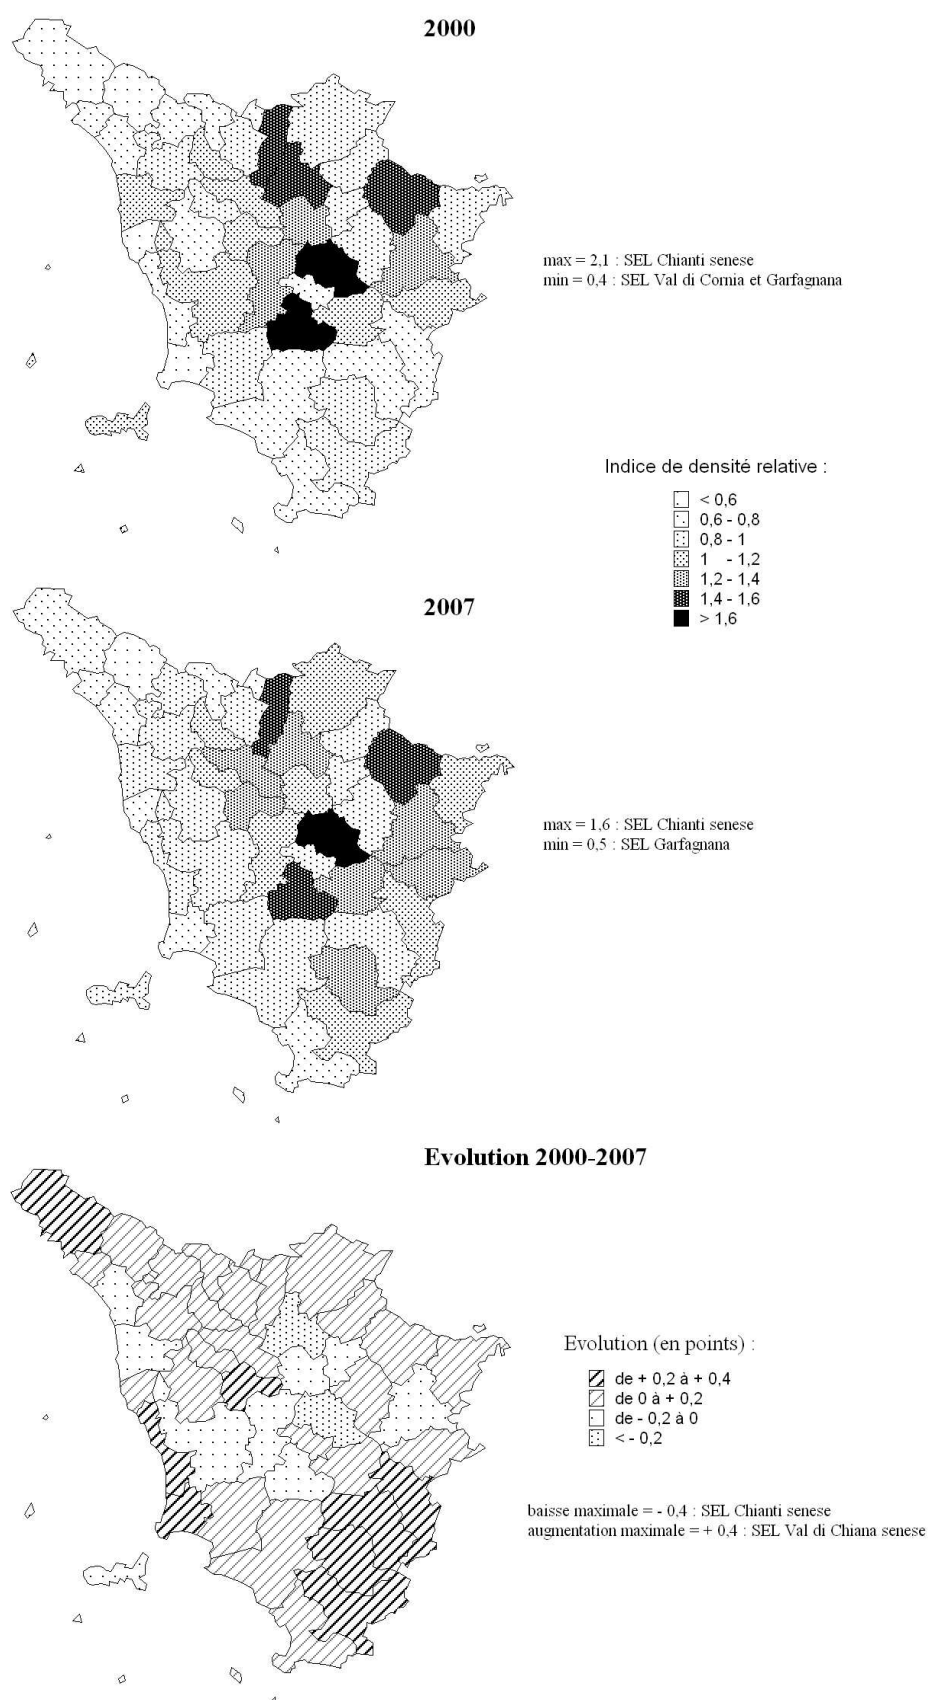 2000
max = 2,1 : SEL Chianti senese
min = 0,4 : SEL Val di Cornia et Garfagnana
Indice de densité relative :
< 0,6
0,6 - 0,8
0,8 - 1
1 - 1,2
1,2 - 1,4
1,4 - 1,6
> 1,6
2007
max = 1,6 : SEL Chianti senese
min = 0,5 : SEL Garfagnana
Evolution 2000-2007
Evolution (en points) :
de + 0,2 à + 0,4
de 0 à + 0,2
de - 0,2 à 0
< - 0,2
baisse maximale = - 0,4 : SEL Chianti senese
augmentation maximale = + 0,4 : SEL Val di Chiana senese